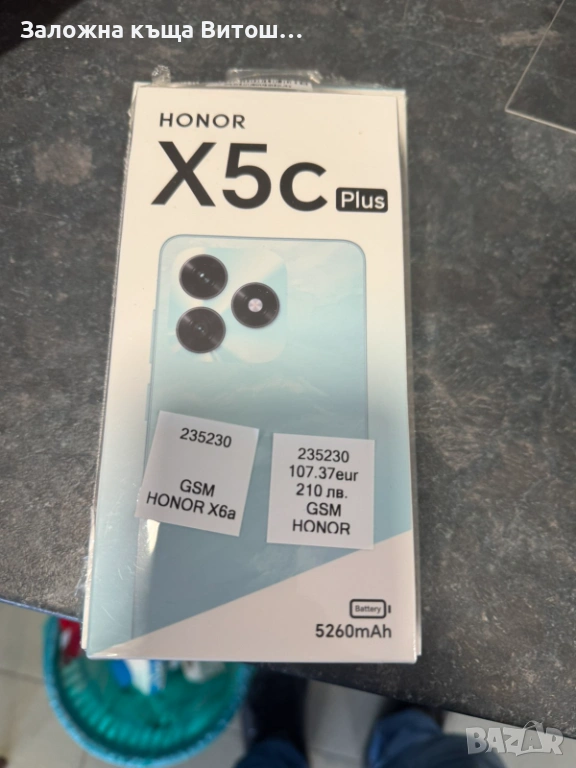 Заложна къща Витош...
HONOR
X5c Plus
235230
GSM
HONOR X6a
235230
107.37eur
210 лв.
GSM
HONOR
Battery
5260mAh
BAZAR